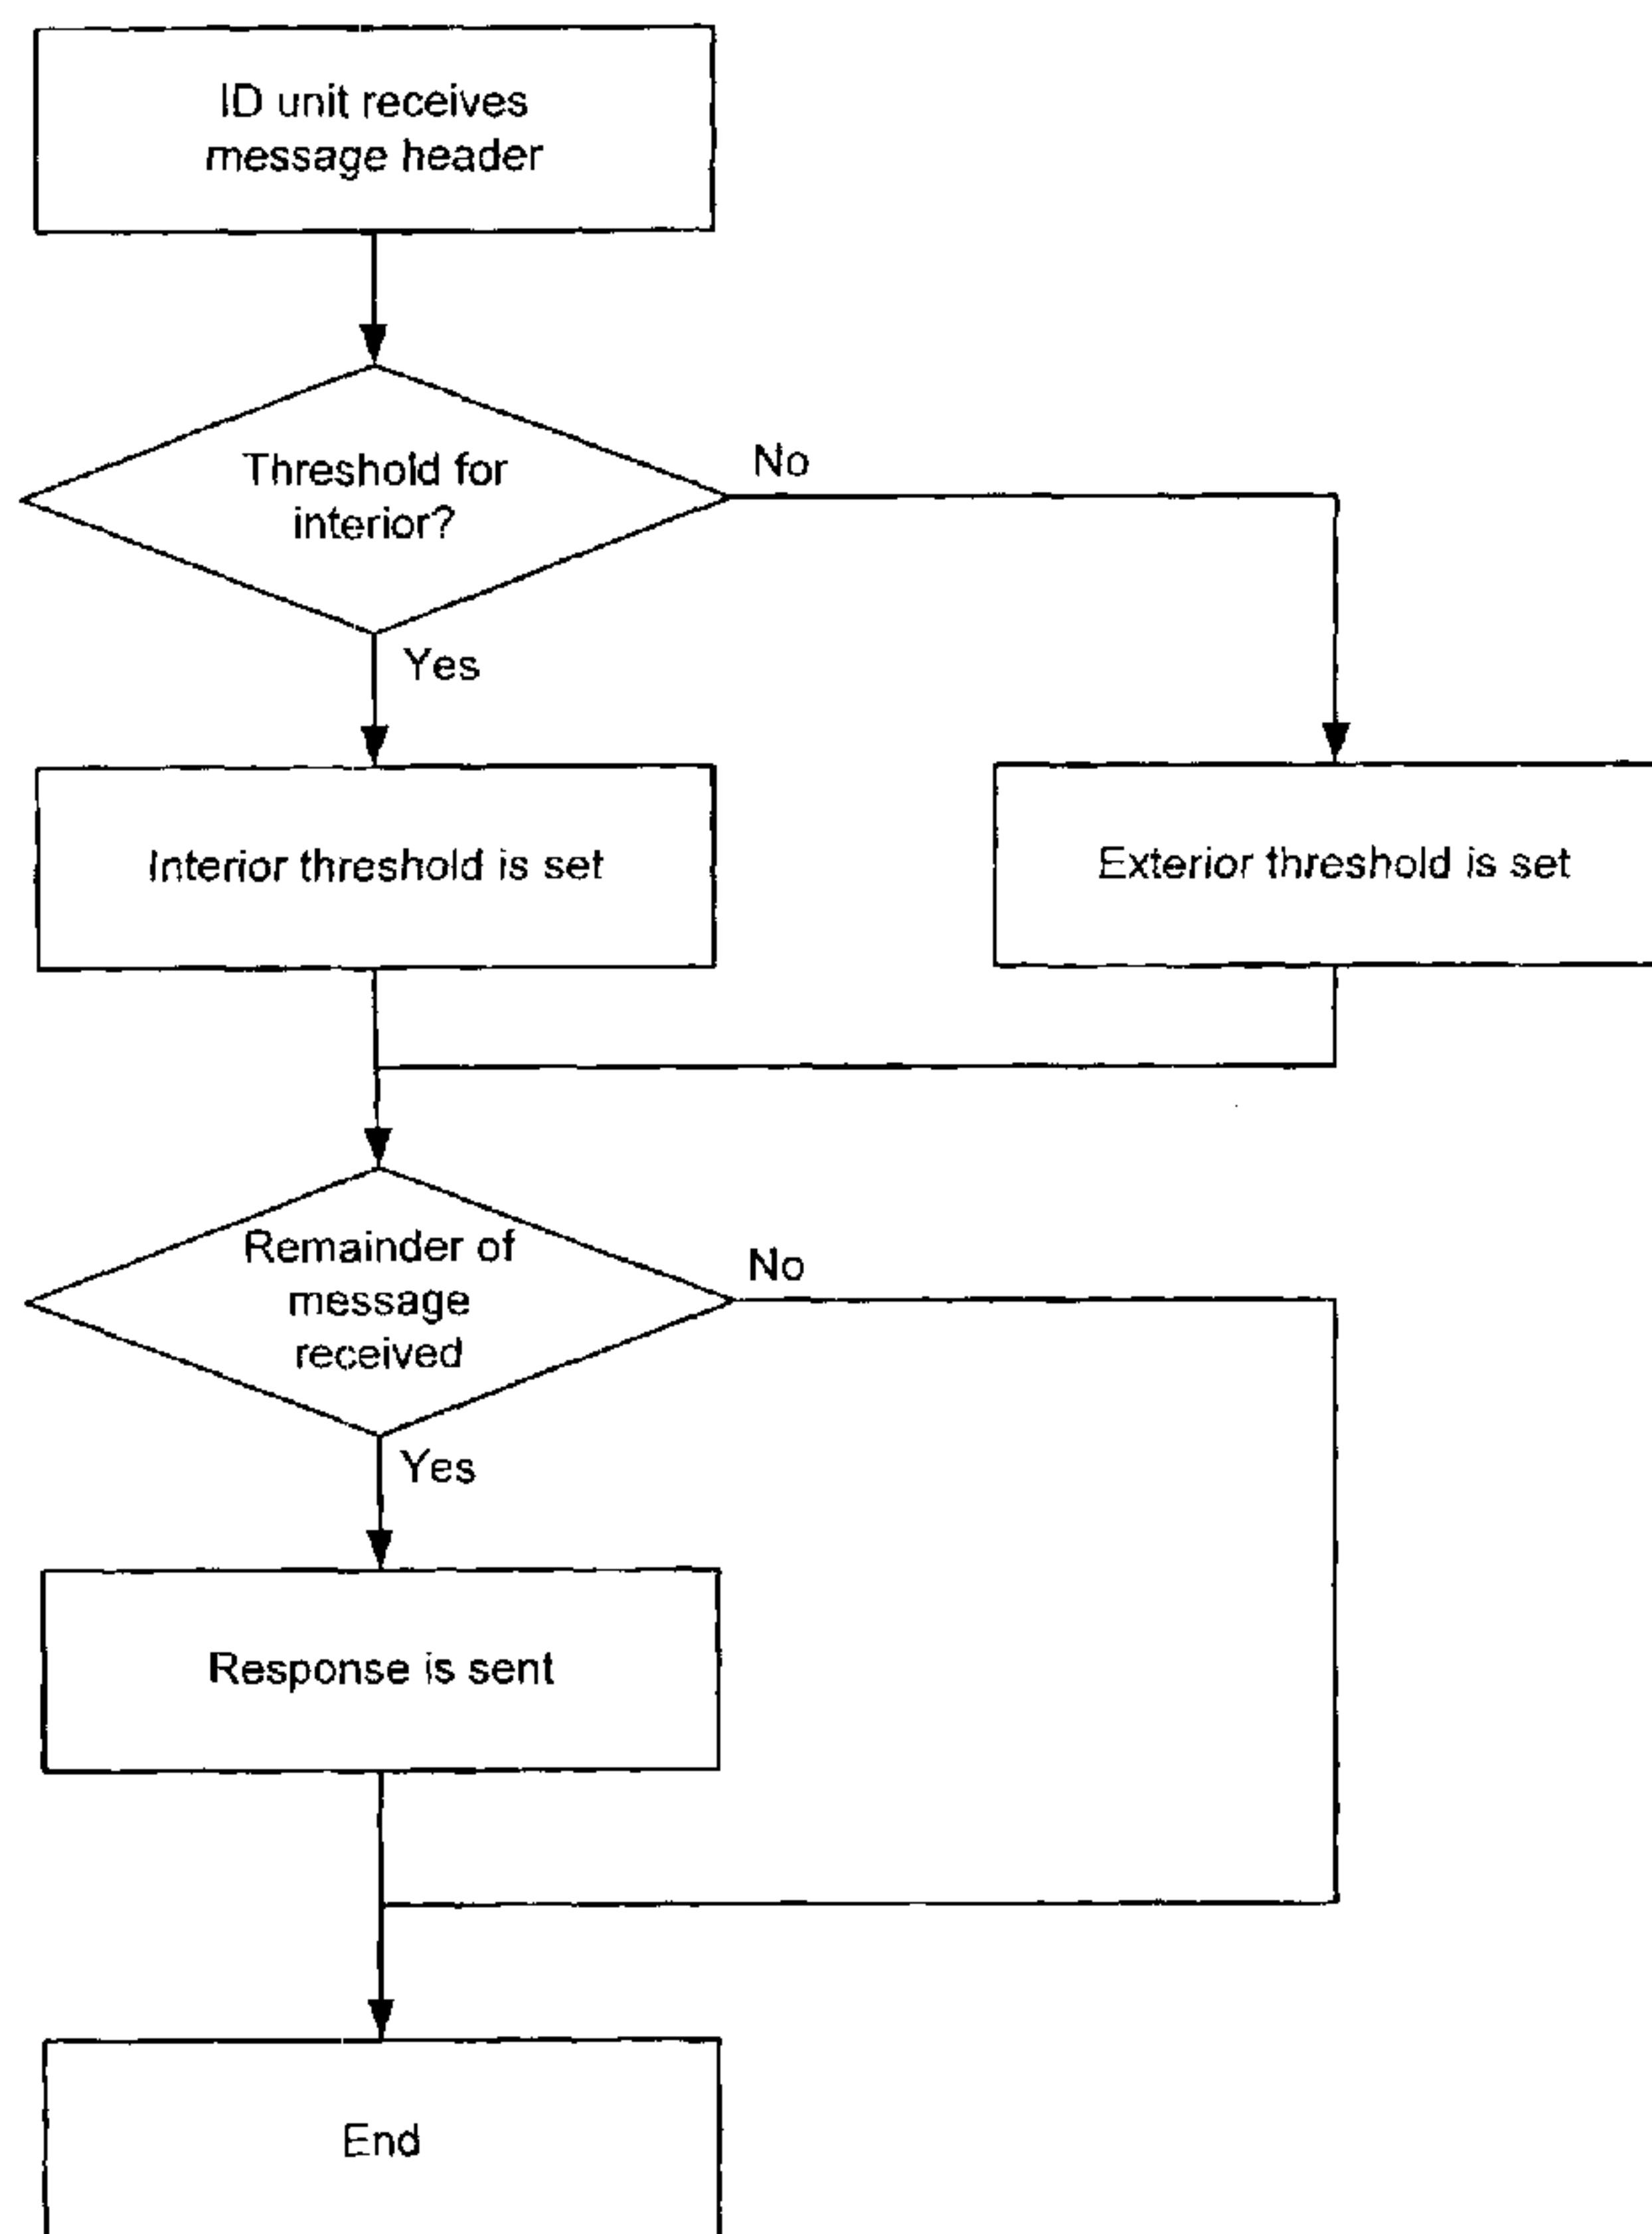 ID unit receives
message header
Threshold for
interior?
No
Yes
Interior threshold is set
Exterior threshold is set
Remainder of
message
received
No
Yes
Response is sent
End